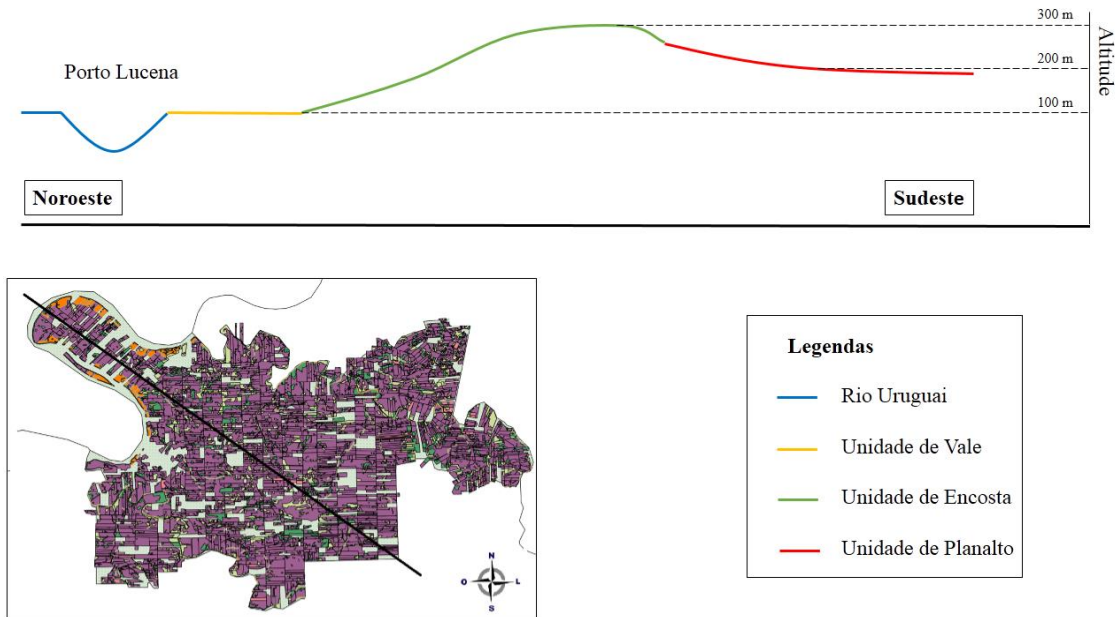 300 m
Altitude
Porto Lucena
200 m
100 m
Noroeste
Sudeste
Legendas
Rio Uruguai
Unidade de Vale
Unidade de Encosta
Unidade de Planalto
N
O
L
S